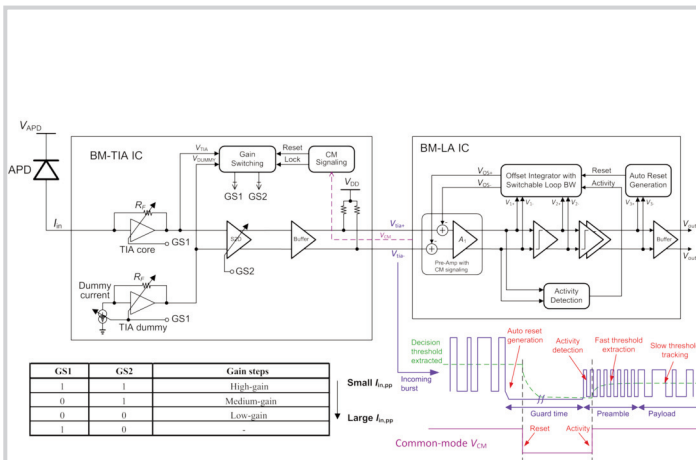 V_APD
APD
I_in
BM-TIA IC
V_TIA
V_DUMMY
Gain Switching
Reset
Lock
CM Signaling
GS1
GS2
V_DD
R_F
TIA core
GS1
S2D
GS2
Buffer
Dummy current
R_F
TIA dummy
GS1
V_tia+
V_CM
V_tia-
BM-LA IC
V_OS+
V_OS-
Offset Integrator with Switchable Loop BW
Reset
Activity
Auto Reset Generation
A_1
Pre-Amp with CM signaling
Activity Detection
Buffer
V_out
V_out
GS1 GS2 Gain steps
1 1 High-gain
0 1 Medium-gain
0 0 Low-gain
1 0 -
Small I_in,pp
Large I_in,pp
Decision threshold extracted
Incoming burst
Auto reset generation
Activity detection
Fast threshold extraction
Slow threshold tracking
Guard time
Preamble
Payload
Reset
Activity
Common-mode V_CM